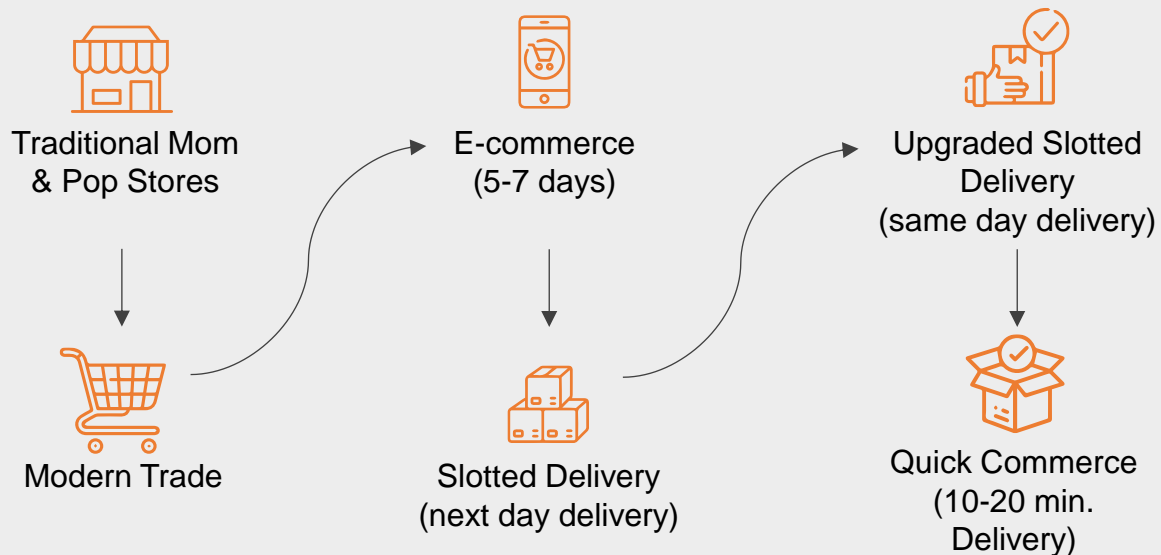 Traditional Mom
& Pop Stores
Modern Trade
E-commerce
(5-7 days)
Slotted Delivery
(next day delivery)
Upgraded Slotted
Delivery
(same day delivery)
Quick Commerce
(10-20 min.
Delivery)